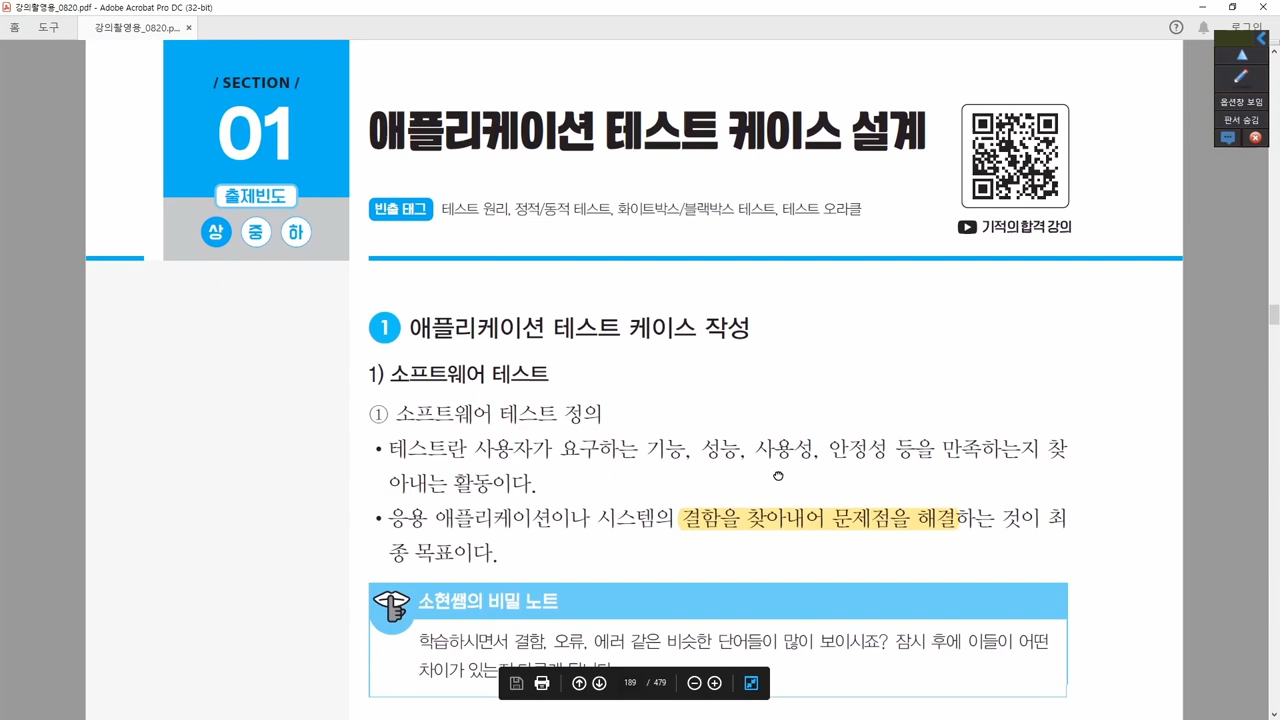 강의촬영용_0820.pdf - Adobe Acrobat Pro DC (32-bit)
홈 도구 강의촬영용_0820.p... × 로그인
/ SECTION /
01
출제빈도
상 중 하
애플리케이션 테스트 케이스 설계
빈출 태그 테스트 원리, 정적/동적 테스트, 화이트박스/블랙박스 테스트, 테스트 오라클
기적의 합격 강의
옵션창 보임
판서 숨김
1 애플리케이션 테스트 케이스 작성
1) 소프트웨어 테스트
① 소프트웨어 테스트 정의
• 테스트란 사용자가 요구하는 기능, 성능, 사용성, 안정성 등을 만족하는지 찾
아내는 활동이다.
• 응용 애플리케이션이나 시스템의 결함을 찾아내어 문제점을 해결하는 것이 최
종 목표이다.
소현쌤의 비밀 노트
학습하시면서 결함, 오류, 에러 같은 비슷한 단어들이 많이 보이시죠? 잠시 후에 이들이 어떤
차이가 있는
189 / 479